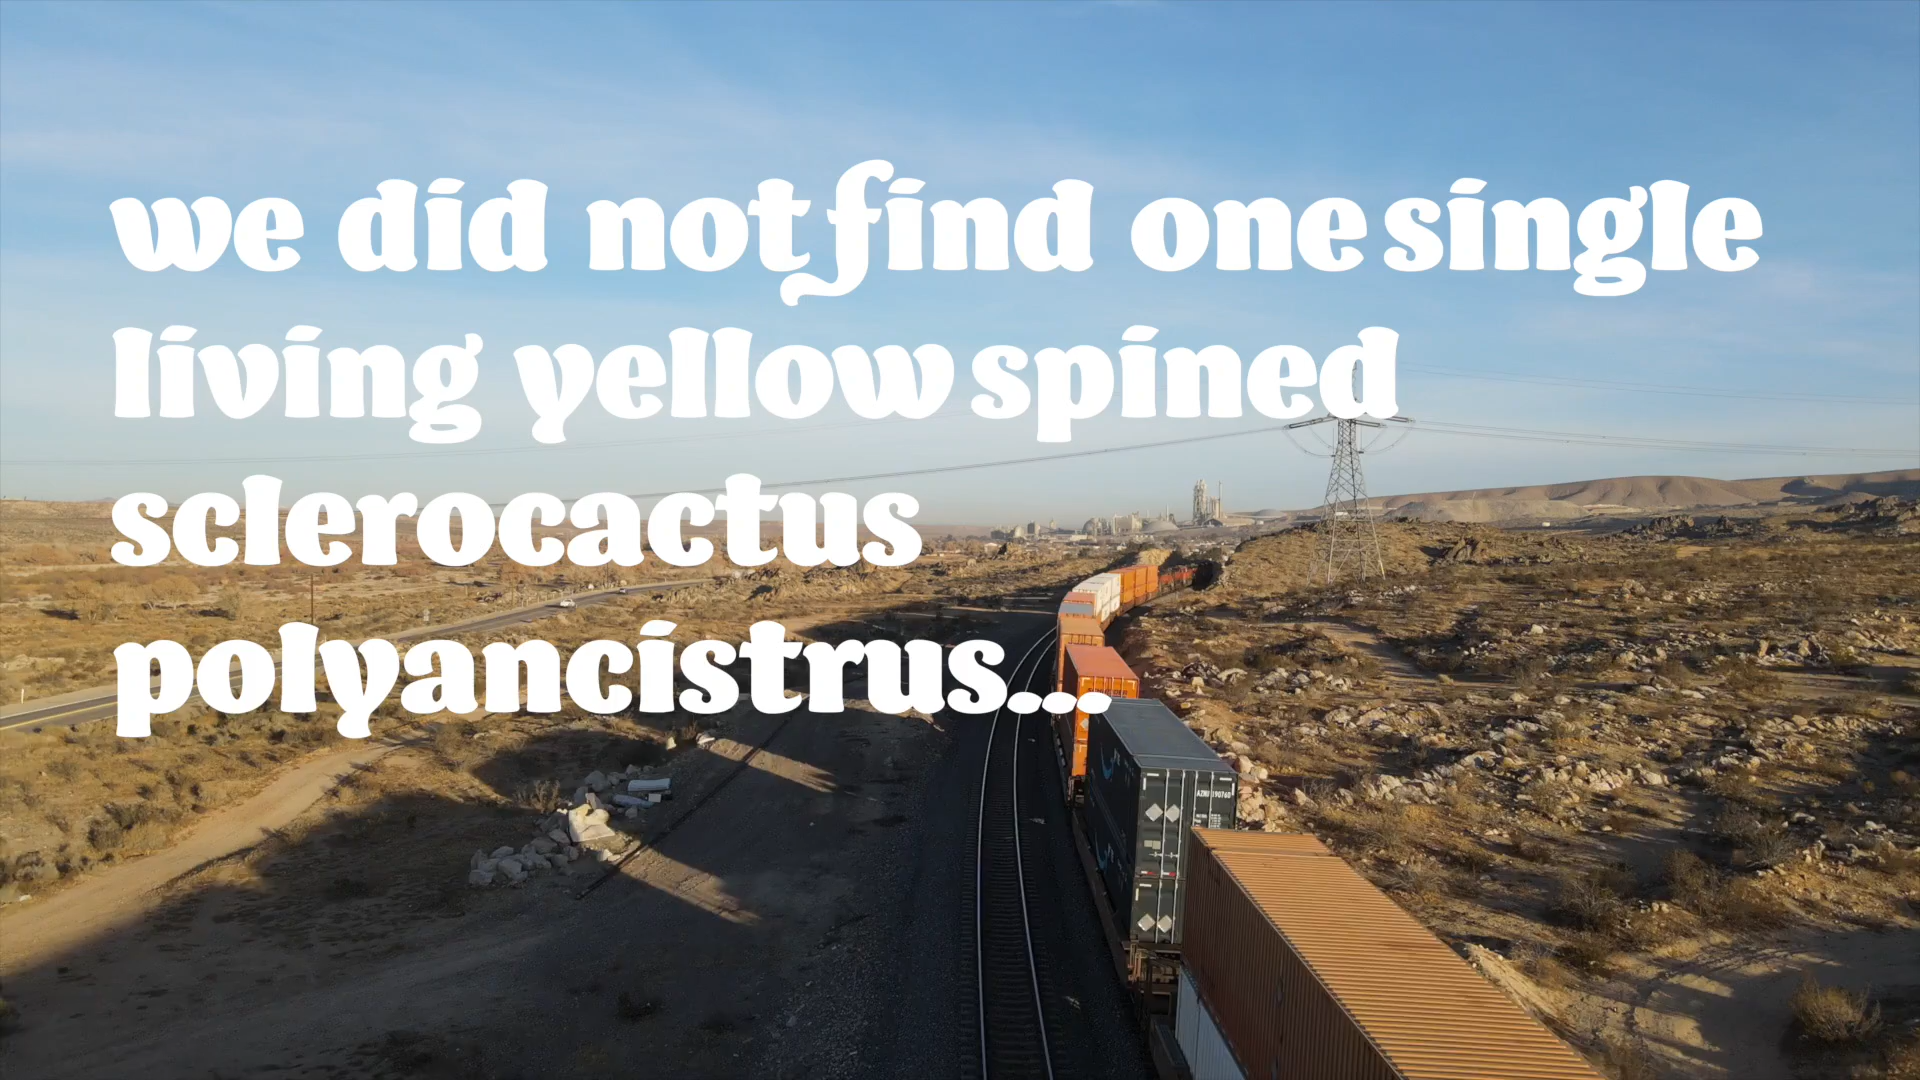 we did not find one single
living yellow spined
sclerocactus
polyancistrus...